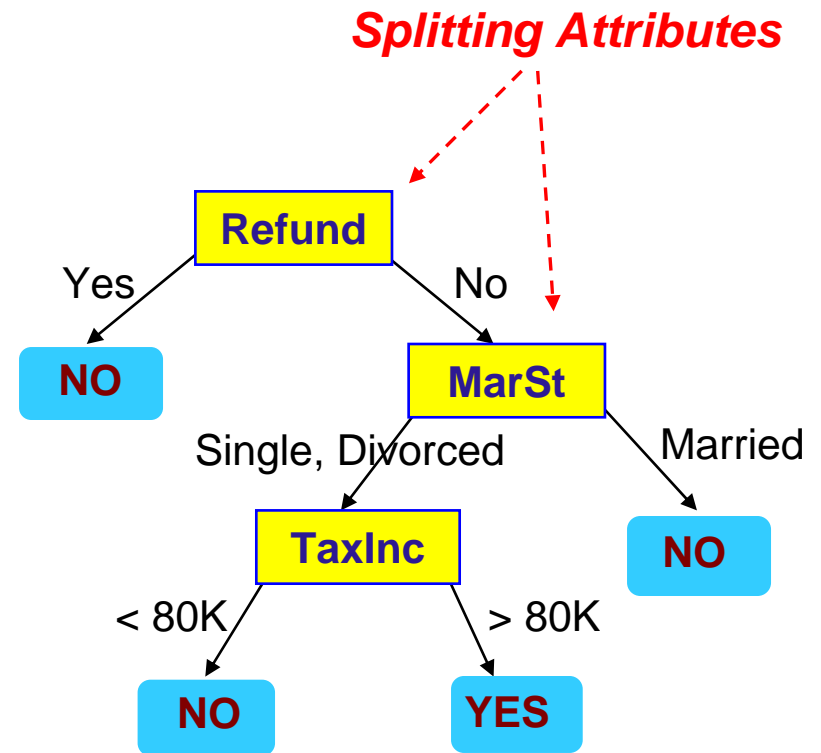 Splitting Attributes
Refund
Yes
No
NO
MarSt
Single, Divorced
Married
TaxInc
NO
< 80K
> 80K
NO
YES